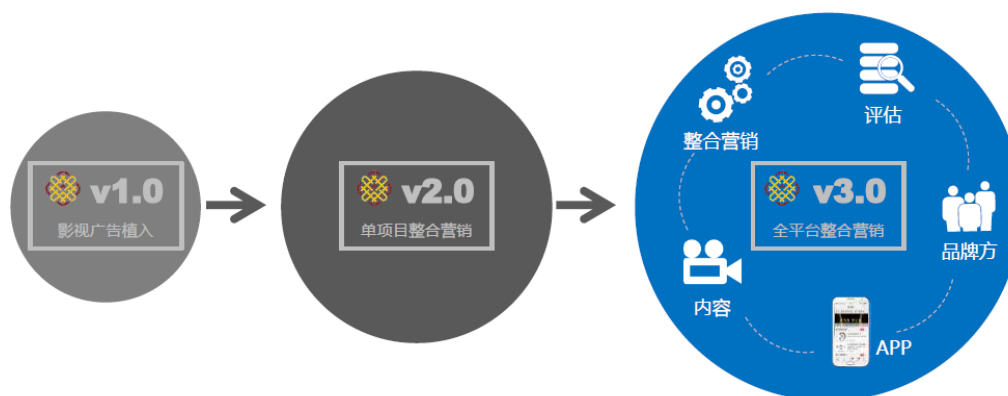 v1.0
影视广告植入
v2.0
单项目整合营销
v3.0
全平台整合营销
整合营销
评估
品牌方
APP
内容